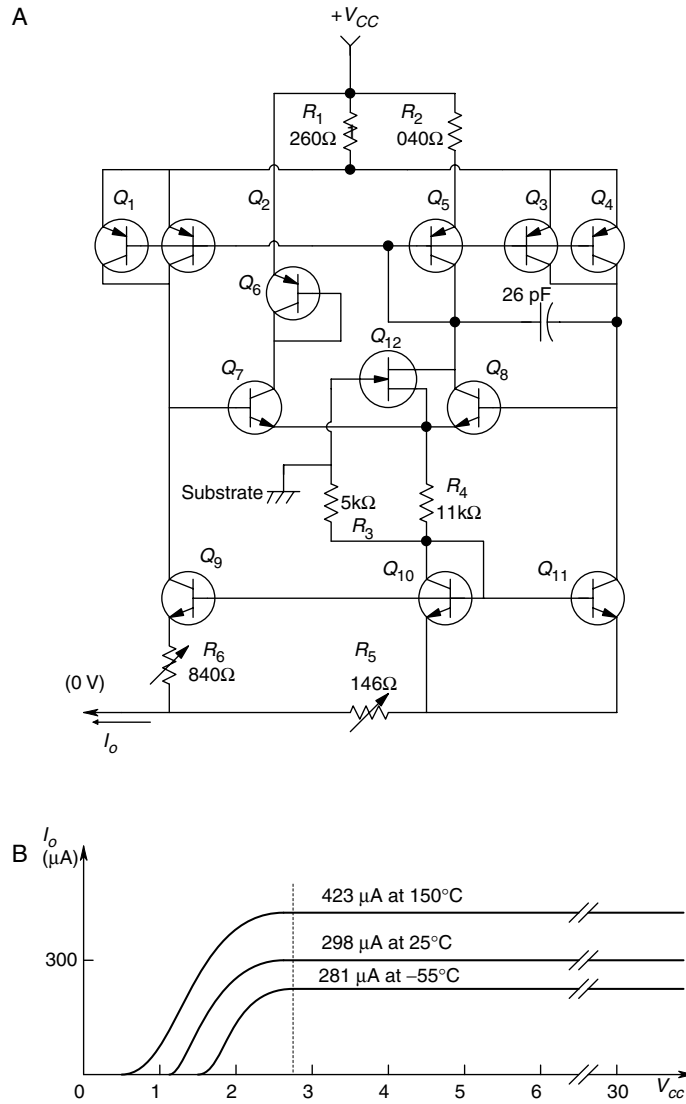 A
+V_CC
R1
R2
260Ω
040Ω
Q1
Q2
Q5
Q3
Q4
Q6
26 pF
Q12
Q7
Q8
Substrate
5kΩ
R4
11kΩ
R3
Q9
Q10
Q11
R6
R5
(0 V)
840Ω
146Ω
Io
B
Io
(μA)
423 μA at 150°C
300
298 μA at 25°C
281 μA at −55°C
0 1 2 3 4 5 6 30 Vcc